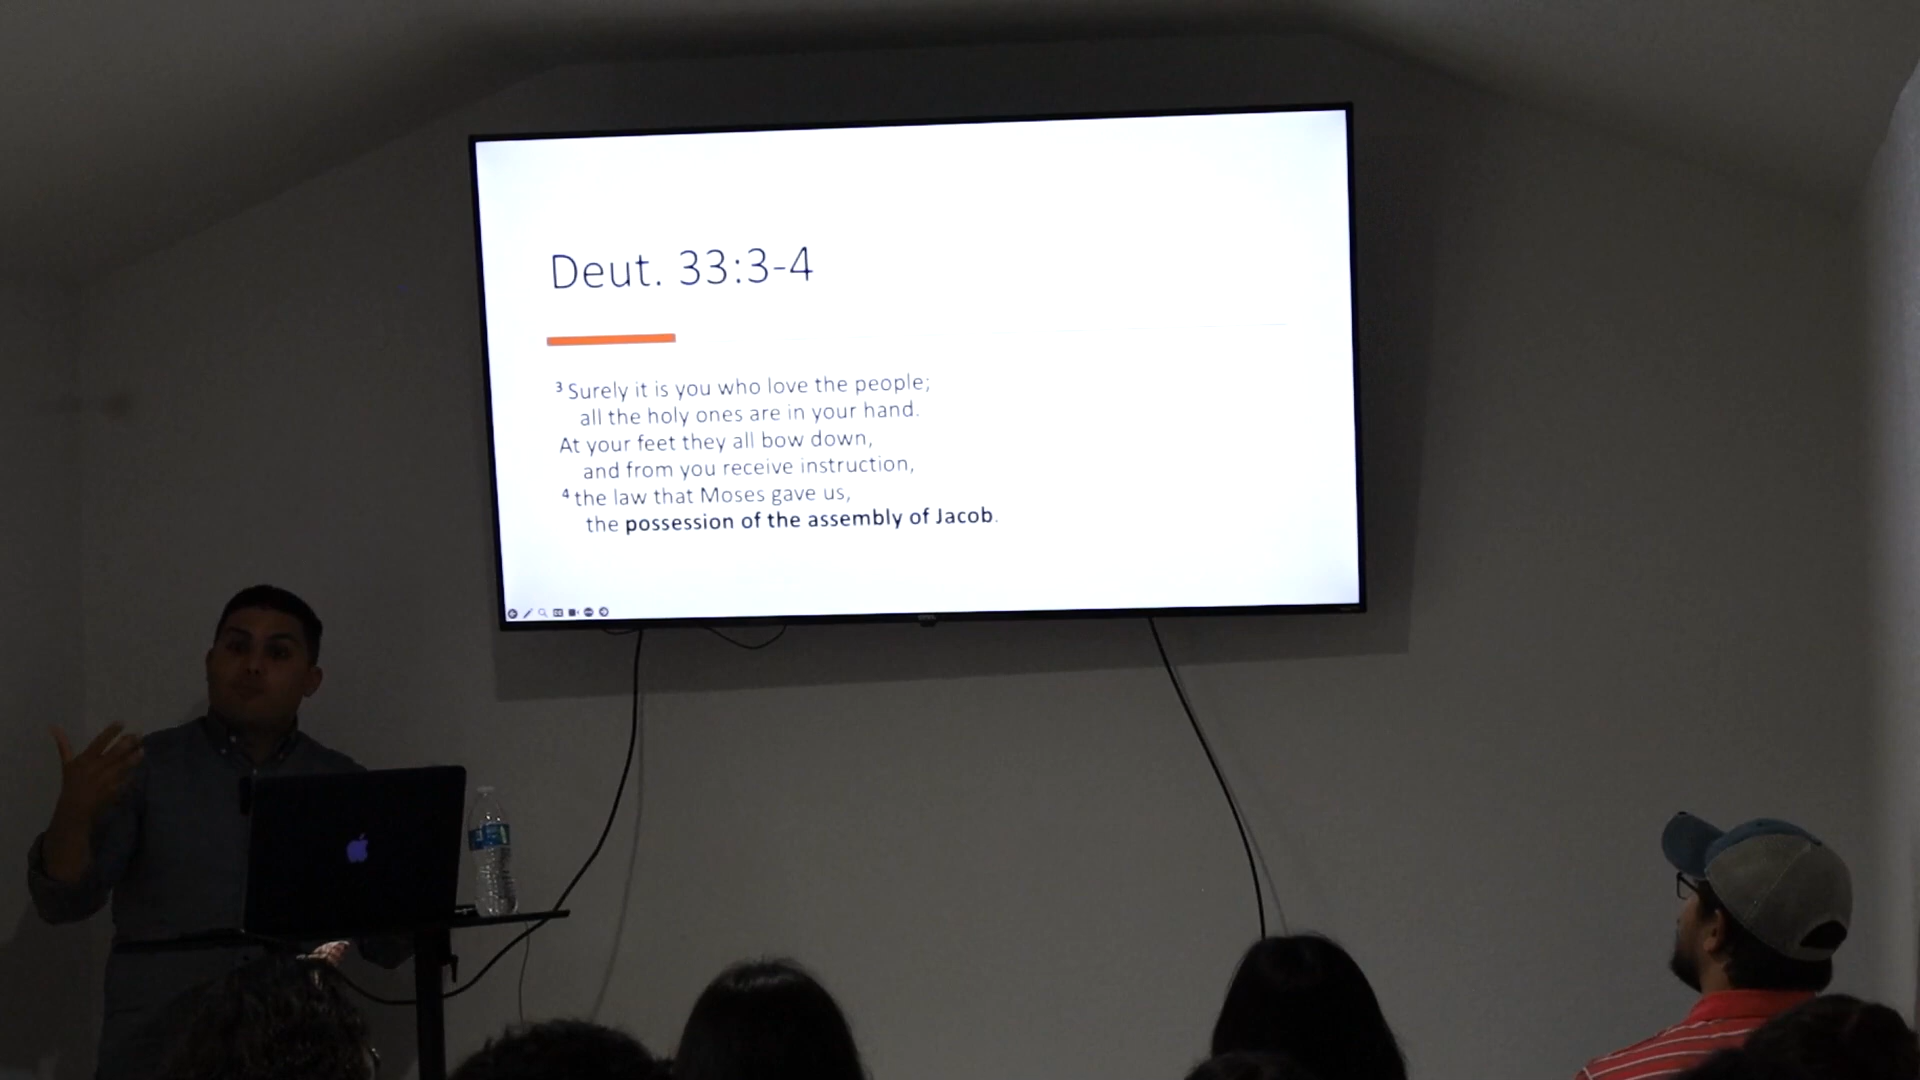 Deut. 33:3-4
³ Surely it is you who love the people;
all the holy ones are in your hand.
At your feet they all bow down,
and from you receive instruction,
⁴ the law that Moses gave us,
the possession of the assembly of Jacob.